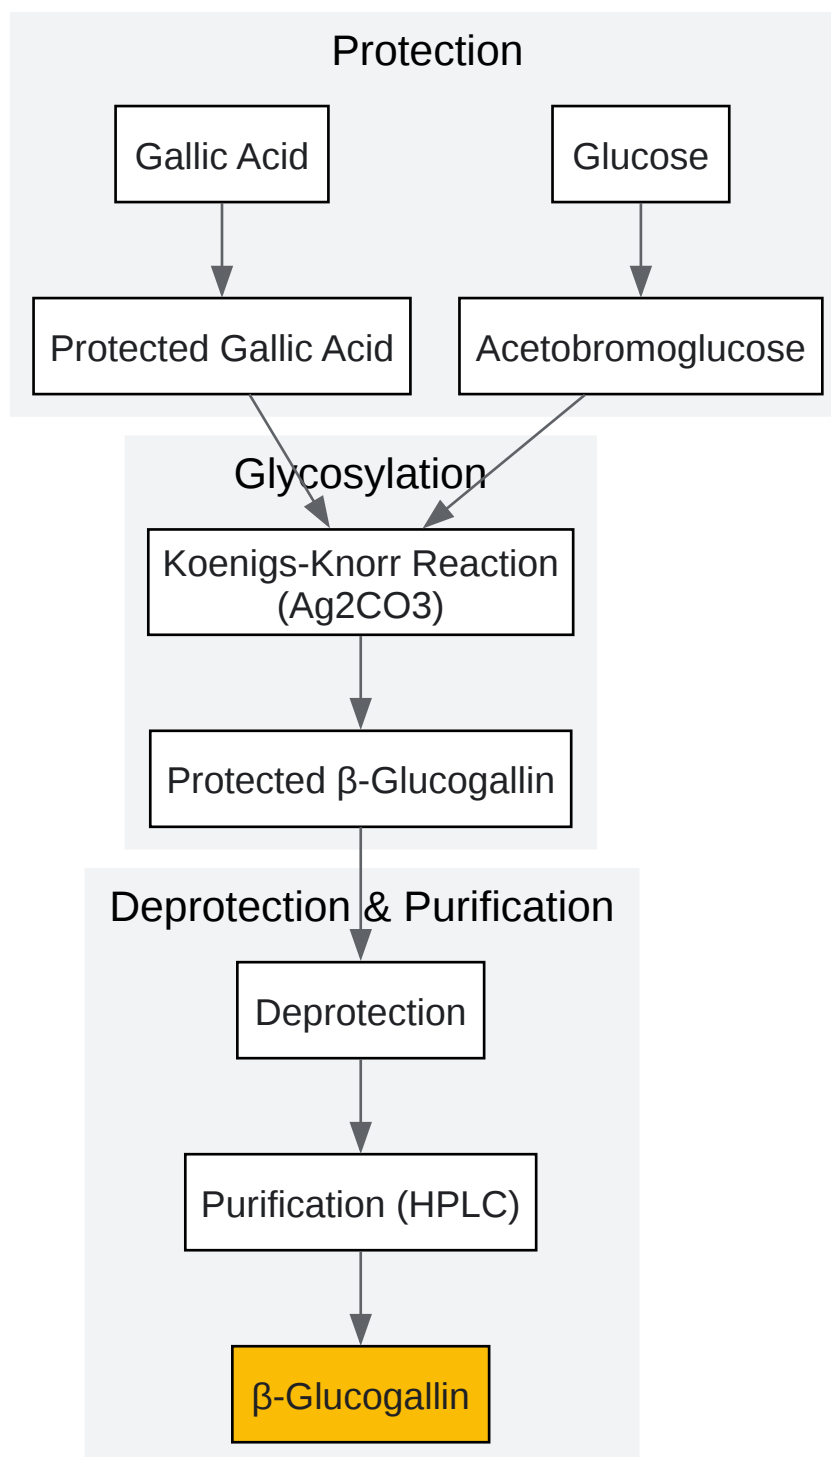 Protection
Gallic Acid
Glucose
Protected Gallic Acid
Acetobromoglucose
Glycosylation
Koenigs-Knorr Reaction
(Ag2CO3)
Protected β-Glucogallin
Deprotection & Purification
Deprotection
Purification (HPLC)
β-Glucogallin